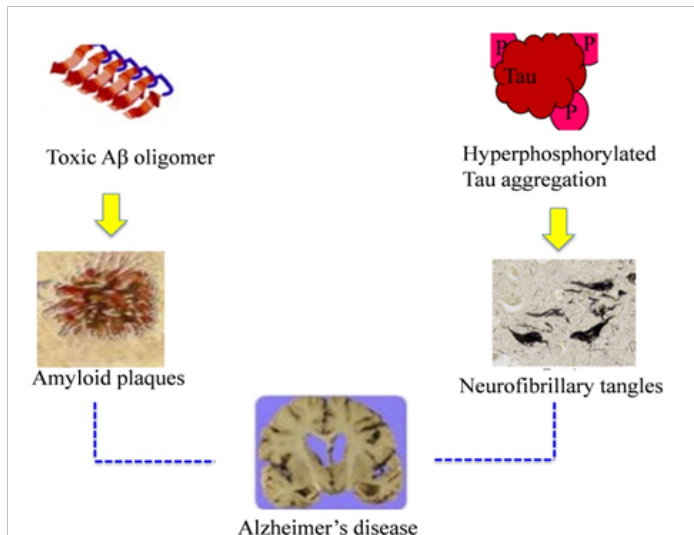 Toxic Aβ oligomer
Amyloid plaques
P
P
Tau
P
Hyperphosphorylated
Tau aggregation
Neurofibrillary tangles
Alzheimer's disease